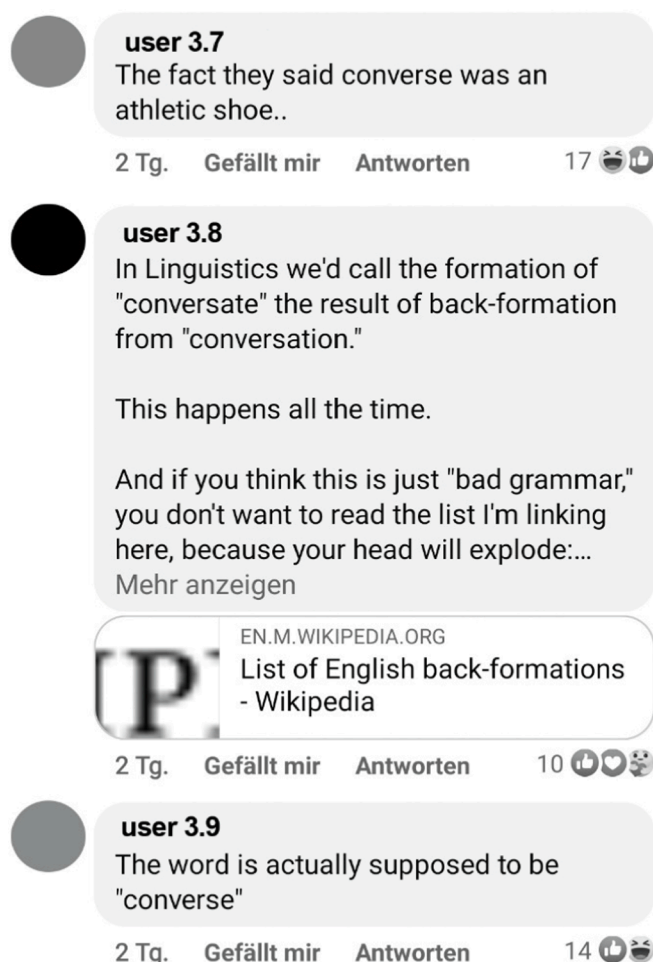 user 3.7
The fact they said converse was an
athletic shoe..
2 Tg. Gefällt mir Antworten 17
user 3.8
In Linguistics we'd call the formation of
"conversate" the result of back-formation
from "conversation."
This happens all the time.
And if you think this is just "bad grammar,"
you don't want to read the list I'm linking
here, because your head will explode:...
Mehr anzeigen
EN.M.WIKIPEDIA.ORG
P
List of English back-formations
- Wikipedia
2 Tg. Gefällt mir Antworten 10
user 3.9
The word is actually supposed to be
"converse"
2 Tg. Gefällt mir Antworten 14